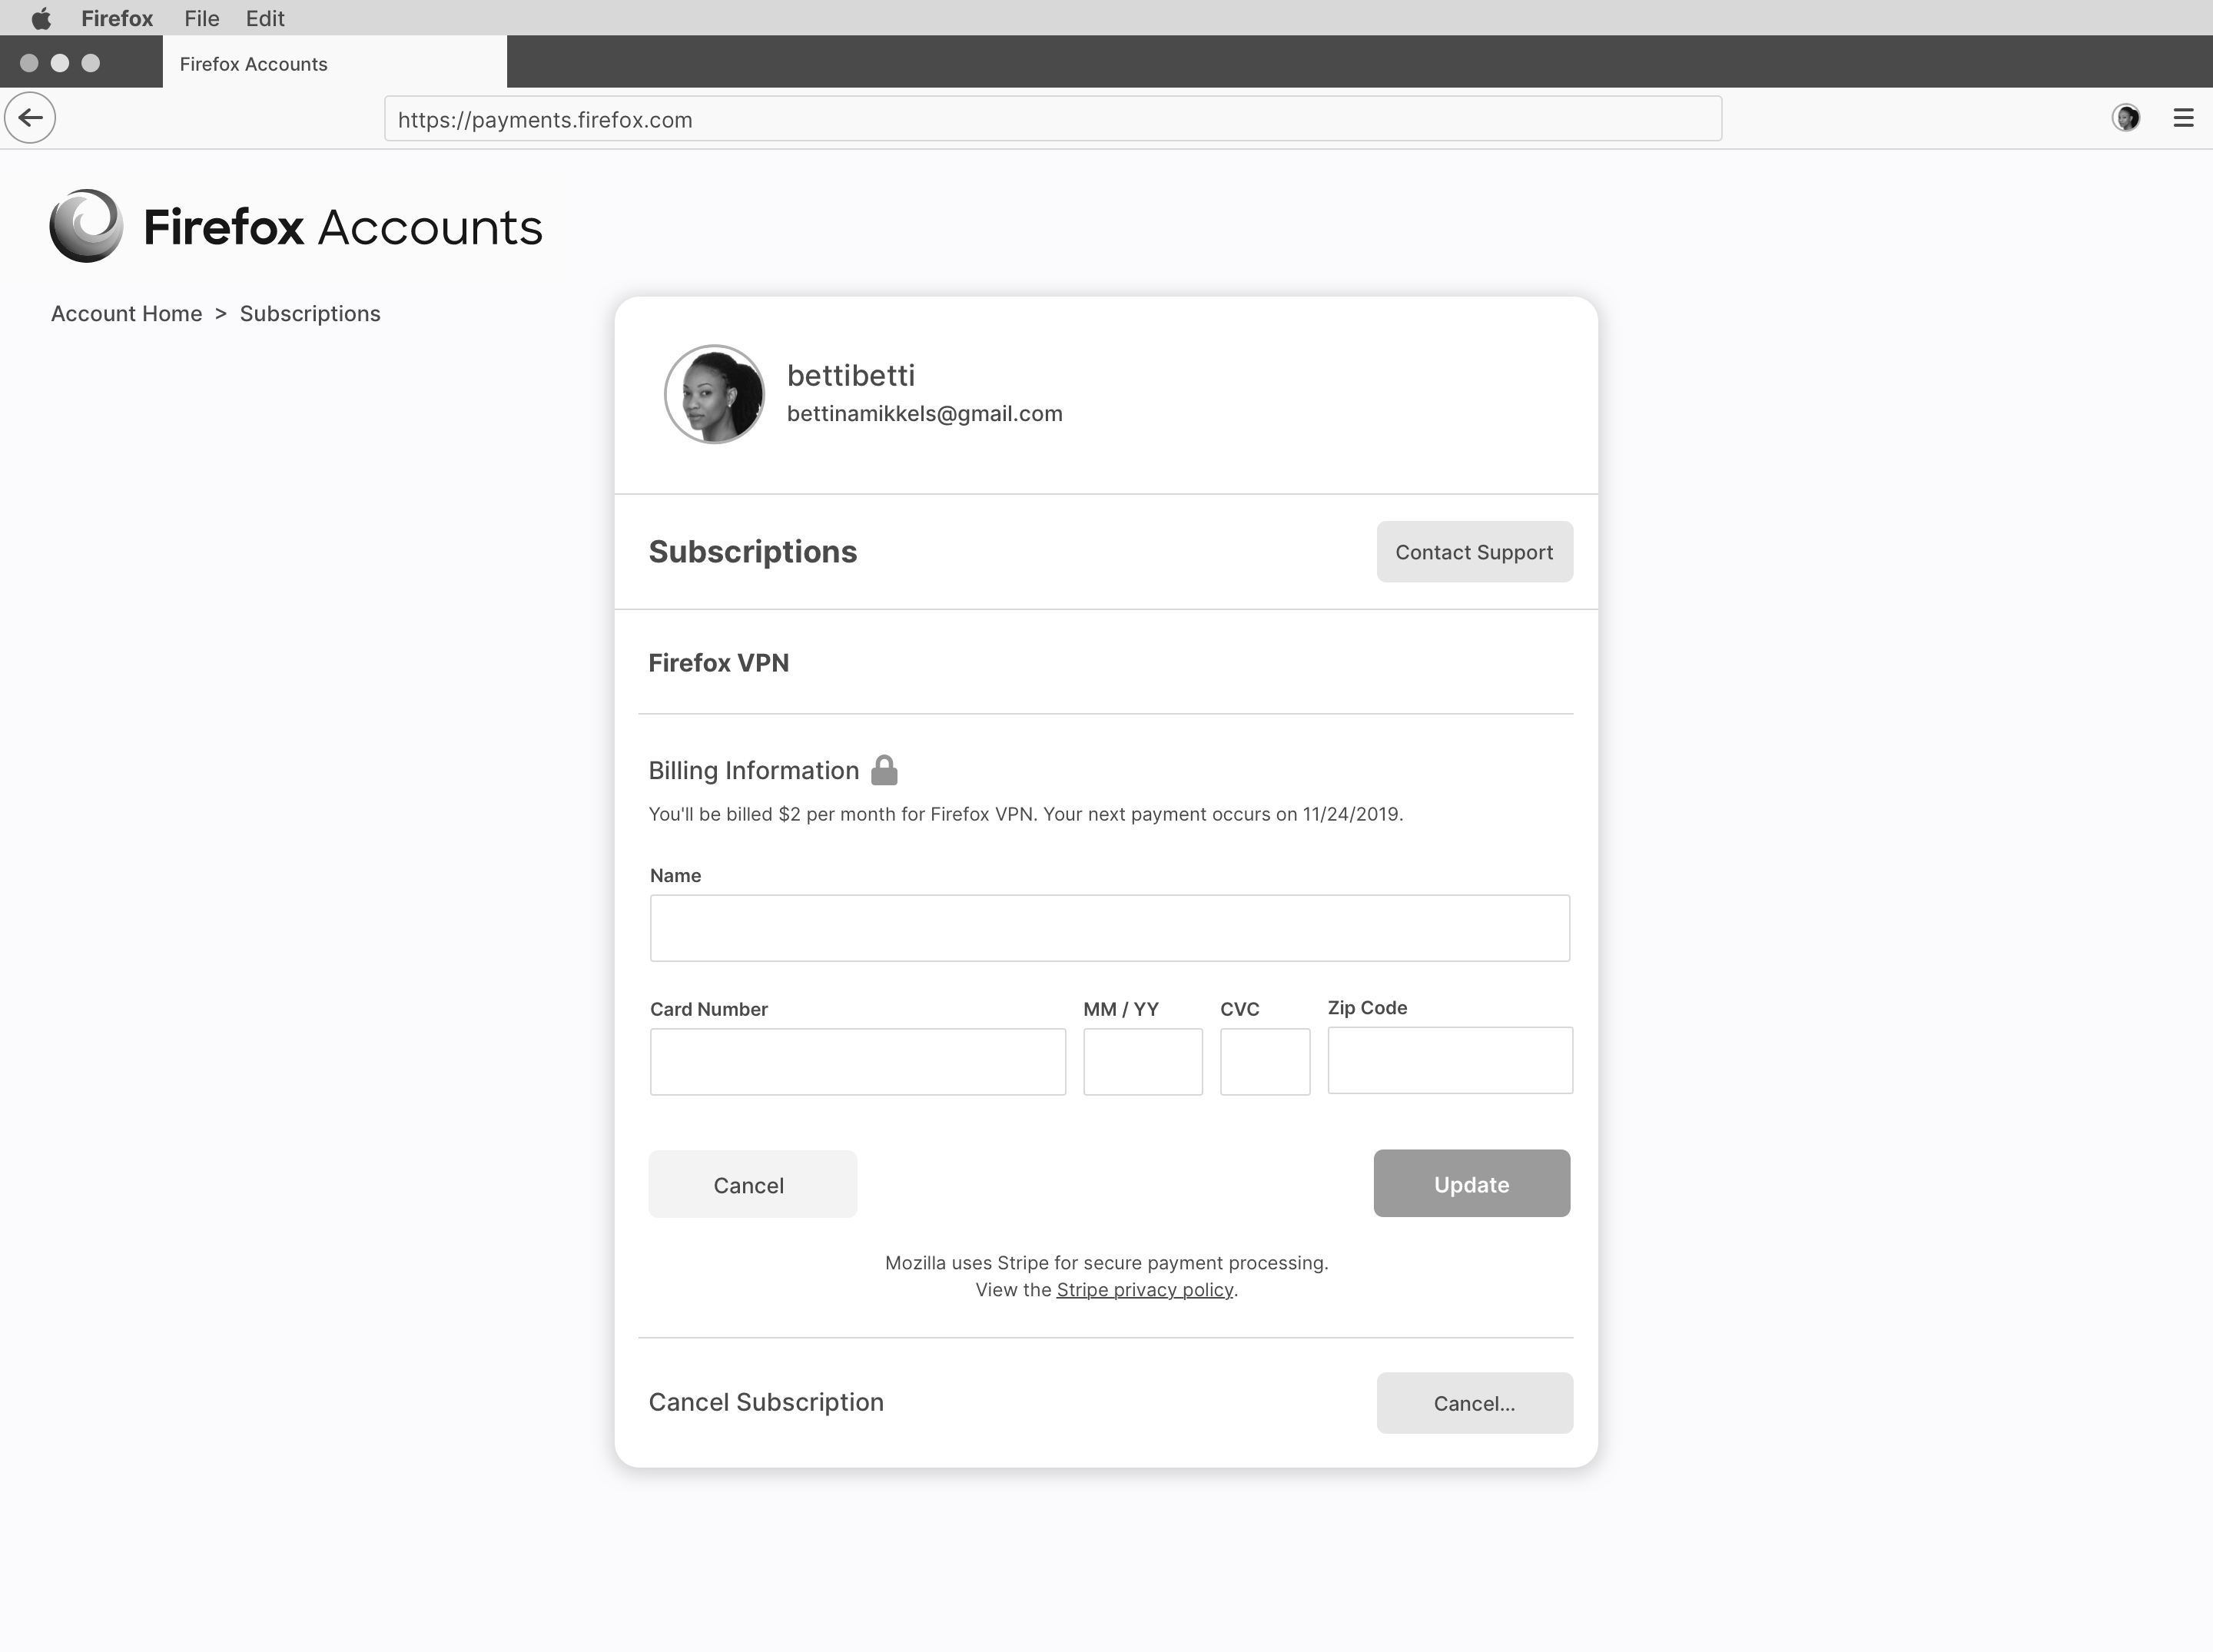 Firefox File Edit
Firefox Accounts
https://payments.firefox.com
Firefox Accounts
Account Home > Subscriptions
bettibetti
bettinamikkels@gmail.com
Subscriptions
Contact Support
Firefox VPN
Billing Information
You'll be billed $2 per month for Firefox VPN. Your next payment occurs on 11/24/2019.
Name
Card Number MM / YY CVC Zip Code
Cancel Update
Mozilla uses Stripe for secure payment processing.
View the Stripe privacy policy.
Cancel Subscription Cancel...